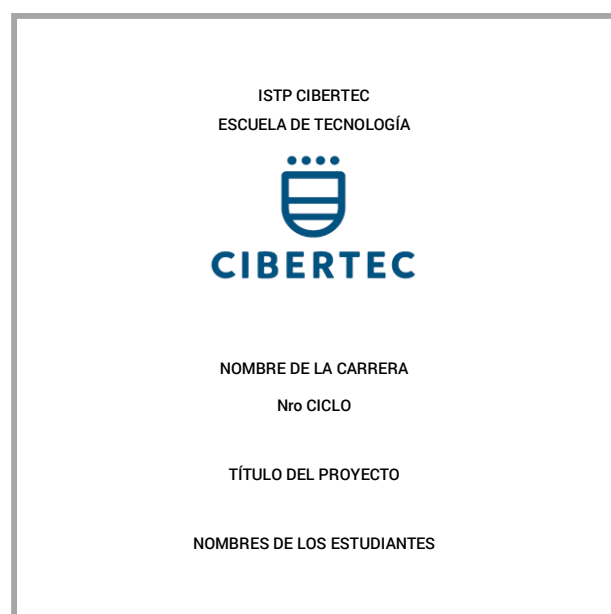 ISTP CIBERTEC
ESCUELA DE TECNOLOGÍA
CIBERTEC
NOMBRE DE LA CARRERA
Nro CICLO
TÍTULO DEL PROYECTO
NOMBRES DE LOS ESTUDIANTES